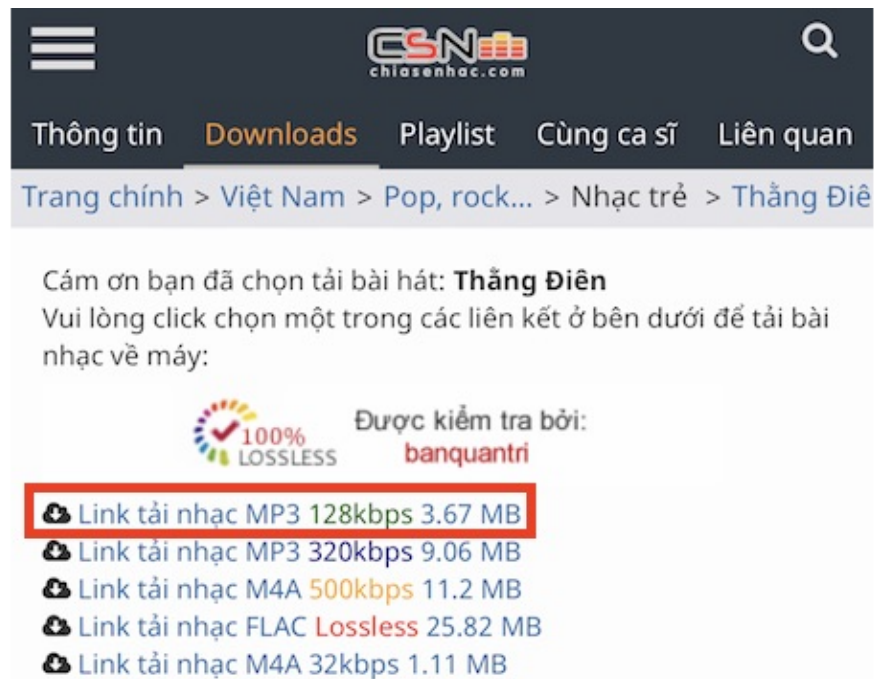 CSN
chiasenhac.com
Thông tin Downloads Playlist Cùng ca sĩ Liên quan
Trang chính > Việt Nam > Pop, rock... > Nhạc trẻ > Thằng Điê
Cám ơn bạn đã chọn tải bài hát: Thằng Điên
Vui lòng click chọn một trong các liên kết ở bên dưới để tải bài
nhạc về máy:
100%
LOSSLESS
Được kiểm tra bởi:
banquantri
Link tải nhạc MP3 128kbps 3.67 MB
Link tải nhạc MP3 320kbps 9.06 MB
Link tải nhạc M4A 500kbps 11.2 MB
Link tải nhạc FLAC Lossless 25.82 MB
Link tải nhạc M4A 32kbps 1.11 MB